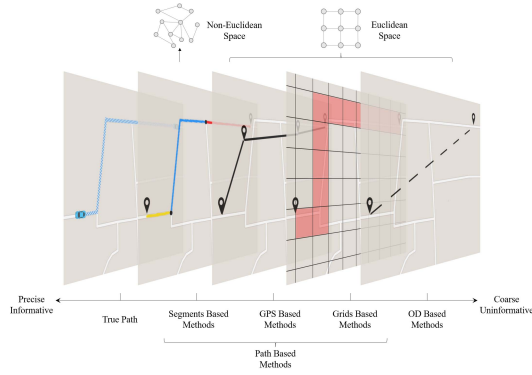 Non-Euclidean
Space
Euclidean
Space
Precise
Informative
Coarse
Uninformative
True Path
Segments Based
Methods
GPS Based
Methods
Grids Based
Methods
OD Based
Methods
Path Based
Methods